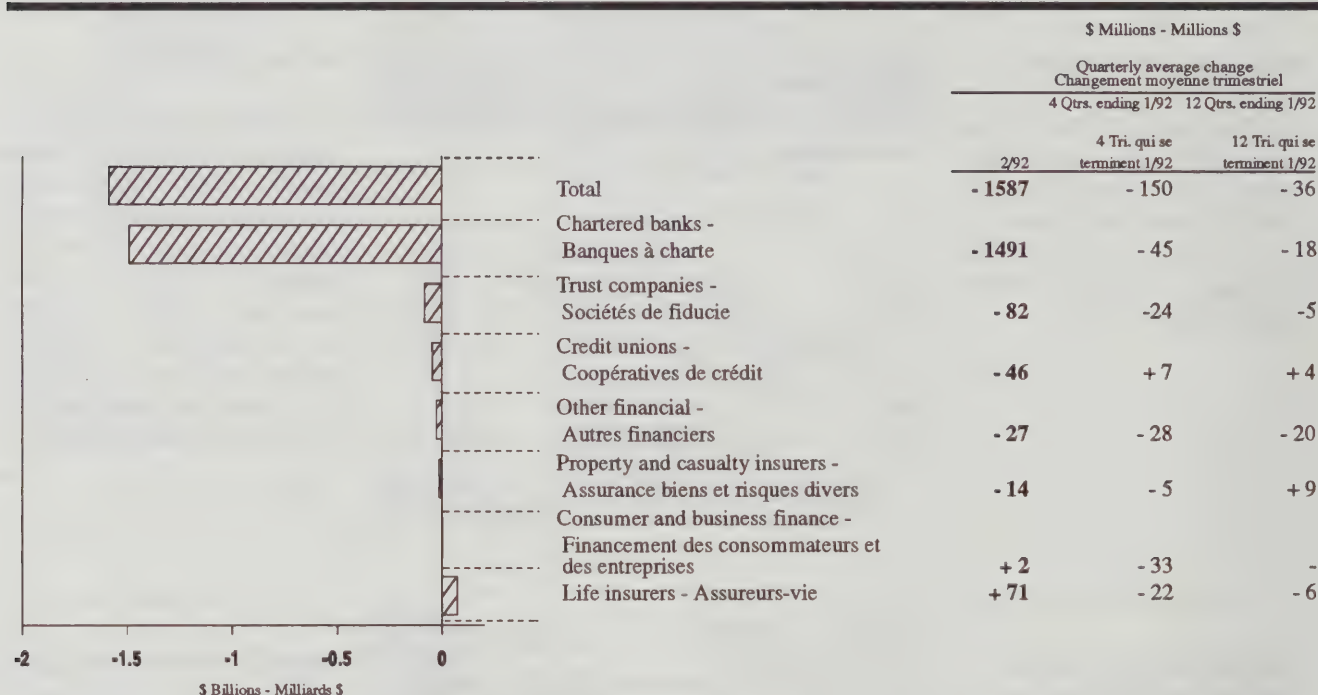 $ Millions - Millions $
Quarterly average change
Changement moyenne trimestriel
4 Qtrs. ending 1/92 12 Qtrs. ending 1/92
4 Tri. qui se 12 Tri. qui se
2/92 terminent 1/92 terminent 1/92
Total - 1587 - 150 - 36
Chartered banks -
Banques à charte - 1491 - 45 - 18
Trust companies -
Sociétés de fiducie - 82 -24 -5
Credit unions -
Coopératives de crédit - 46 + 7 + 4
Other financial -
Autres financiers - 27 - 28 - 20
Property and casualty insurers -
Assurance biens et risques divers - 14 - 5 + 9
Consumer and business finance -
Financement des consommateurs et
des entreprises + 2 - 33 -
Life insurers - Assureurs-vie + 71 - 22 - 6
-2 -1.5 -1 -0.5 0
$ Billions - Milliards $